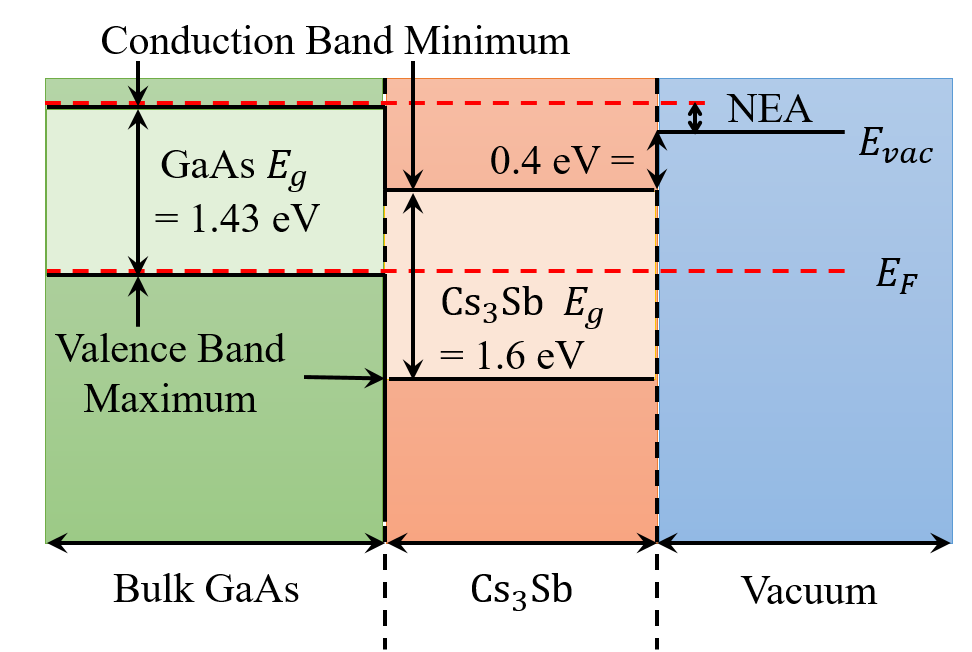 Conduction Band Minimum
NEA
E_vac
GaAs E_g
= 1.43 eV
0.4 eV =
E_F
Cs₃Sb E_g
= 1.6 eV
Valence Band
Maximum
Bulk GaAs
Cs₃Sb
Vacuum